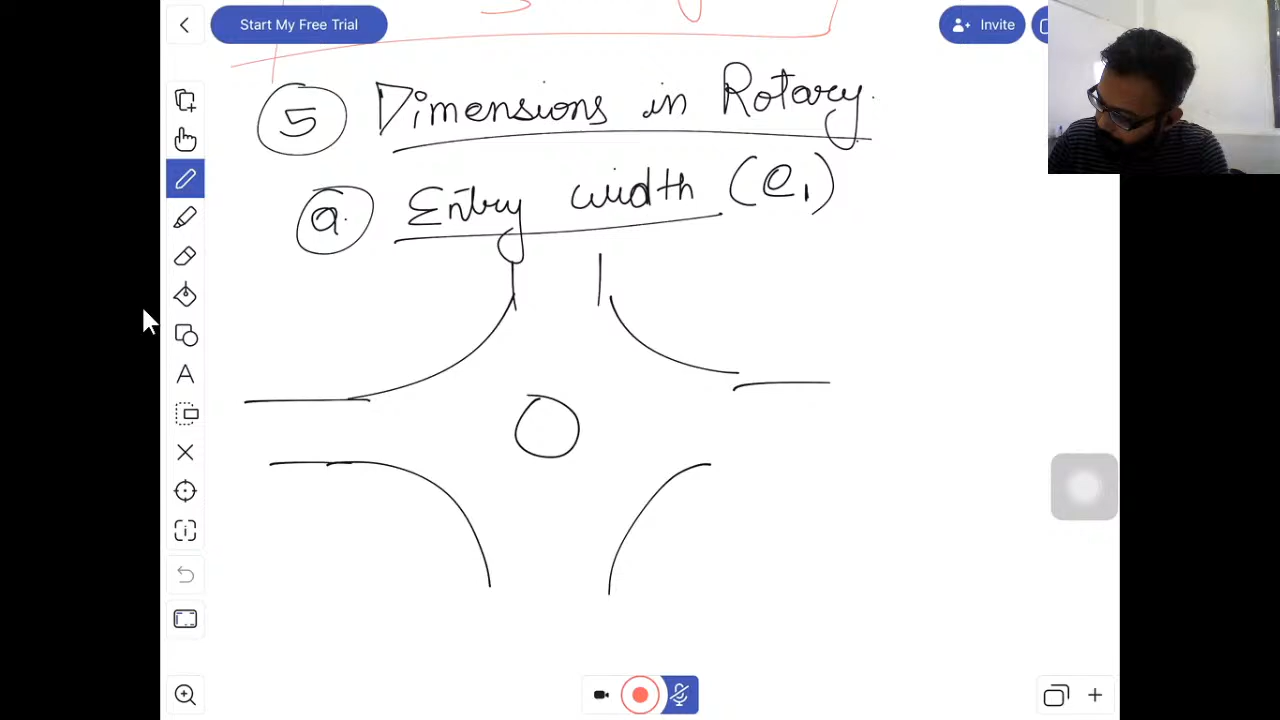 Start My Free Trial
Invite
5 Dimensions in Rotary.
a. Entry width (e1)
A